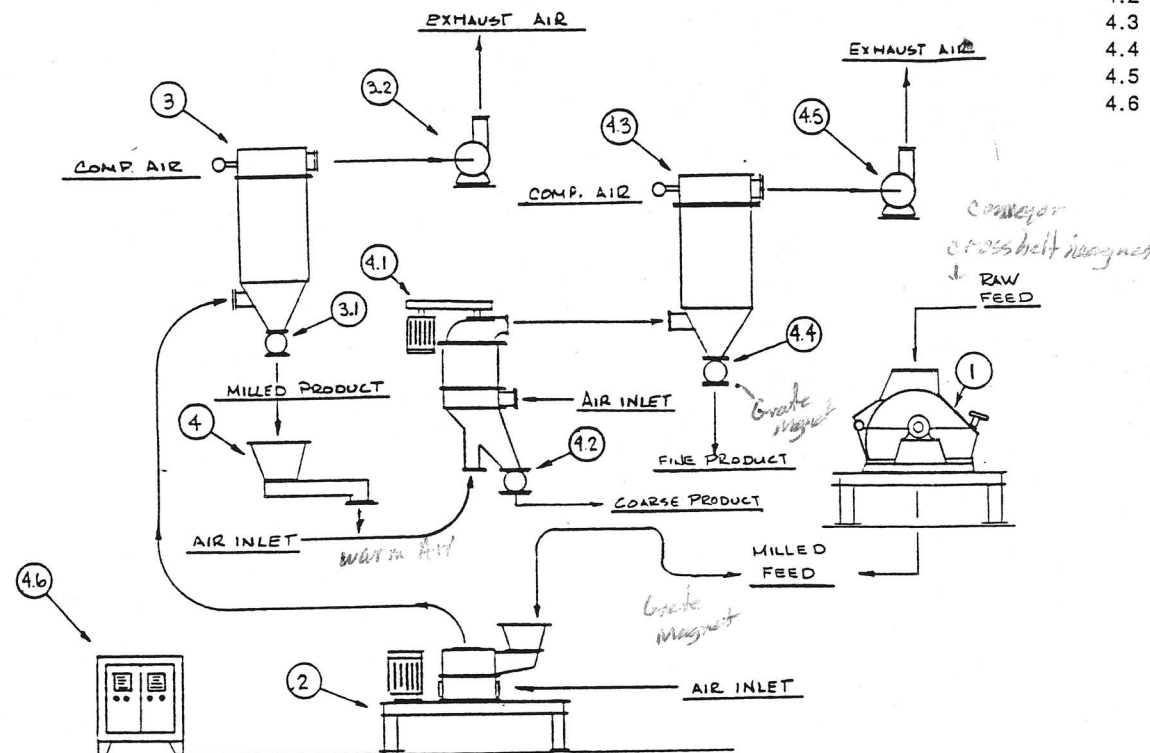 EXHAUST AIR
4.3
4.4
4.5
4.6
EXHAUST AIR
3
3.2
4.3
4.5
COMP. AIR
COMP. AIR
conveyor
crossbelt magnet
RAW
FEED
4.1
3.1
4.4
1
MILLED PRODUCT
AIR INLET
Grate
Magnet
4
4.2
FINE PRODUCT
COARSE PRODUCT
AIR INLET
warm Air
MILLED
FEED
4.6
Grate
Magnet
2
AIR INLET